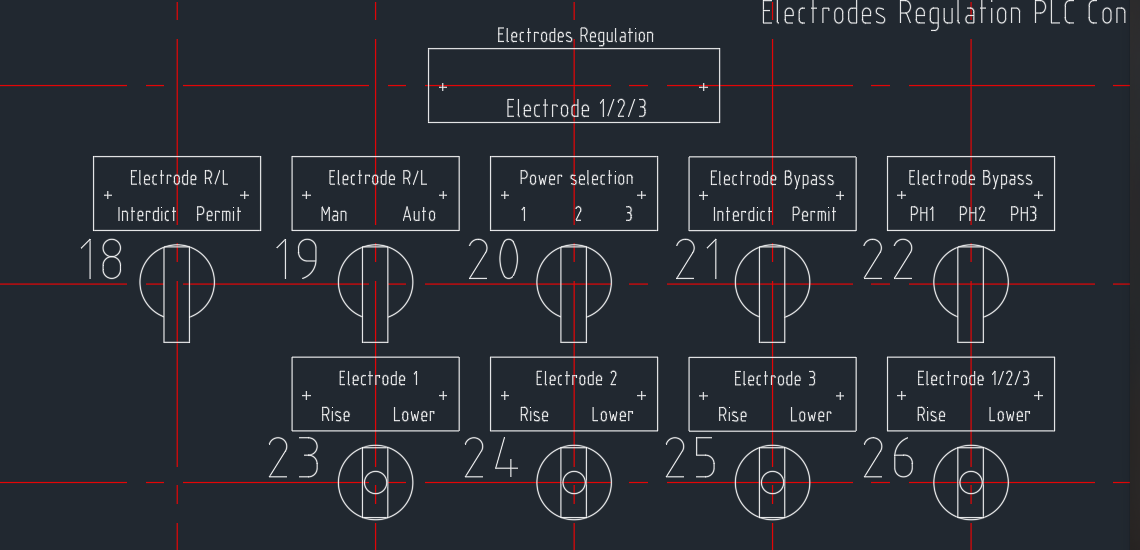 Electrodes Regulation PLC Con
Electrodes Regulation
Electrode 1/2/3
Electrode R/L
Interdict Permit
Electrode R/L
Man Auto
Power selection
1 2 3
Electrode Bypass
Interdict Permit
Electrode Bypass
PH1 PH2 PH3
18 19 20 21 22
Electrode 1
Rise Lower
Electrode 2
Rise Lower
Electrode 3
Rise Lower
Electrode 1/2/3
Rise Lower
23 24 25 26